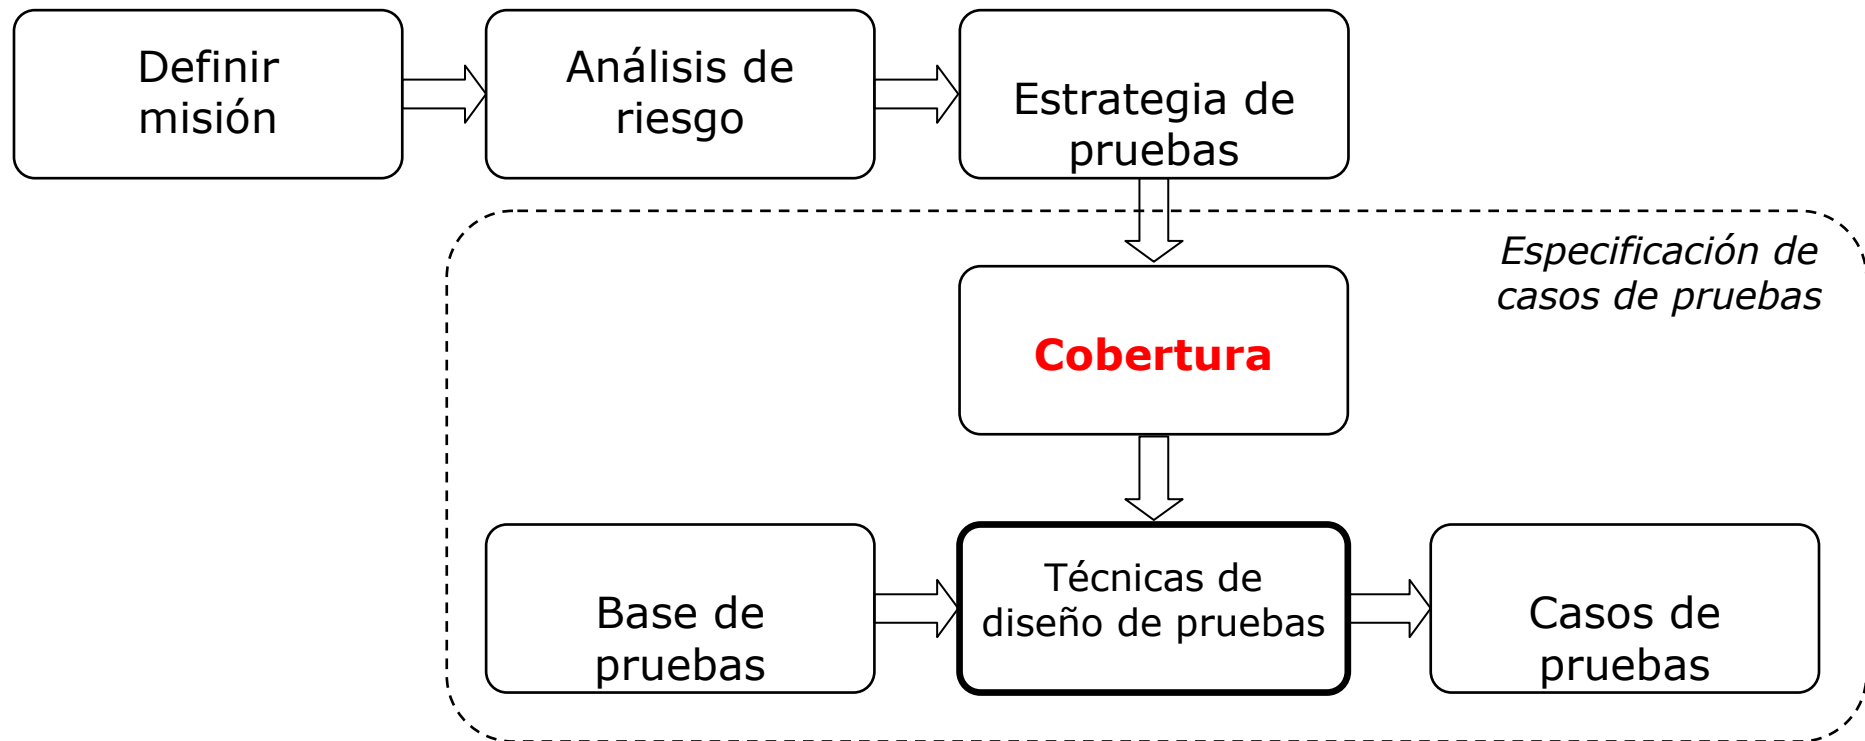 Definir
misión
Análisis de
riesgo
Estrategia de
pruebas
Especificación de
casos de pruebas
Cobertura
Base de
pruebas
Técnicas de
diseño de pruebas
Casos de
pruebas